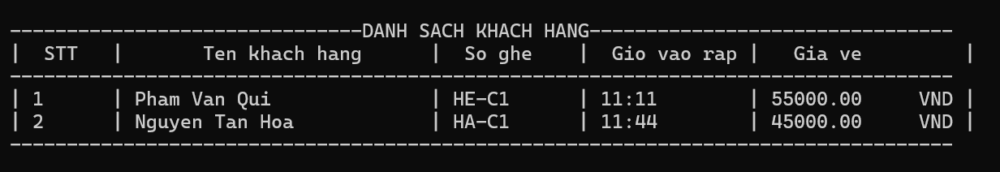 -------------------------------DANH SACH KHACH HANG--------------------------------
|  STT   |       Ten khach hang      |  So ghe    |  Gio vao rap |   Gia ve         |
-----------------------------------------------------------------------------------
| 1      | Pham Van Qui              | HE-C1      | 11:11        | 55000.00     VND |
| 2      | Nguyen Tan Hoa            | HA-C1      | 11:44        | 45000.00     VND |
-----------------------------------------------------------------------------------